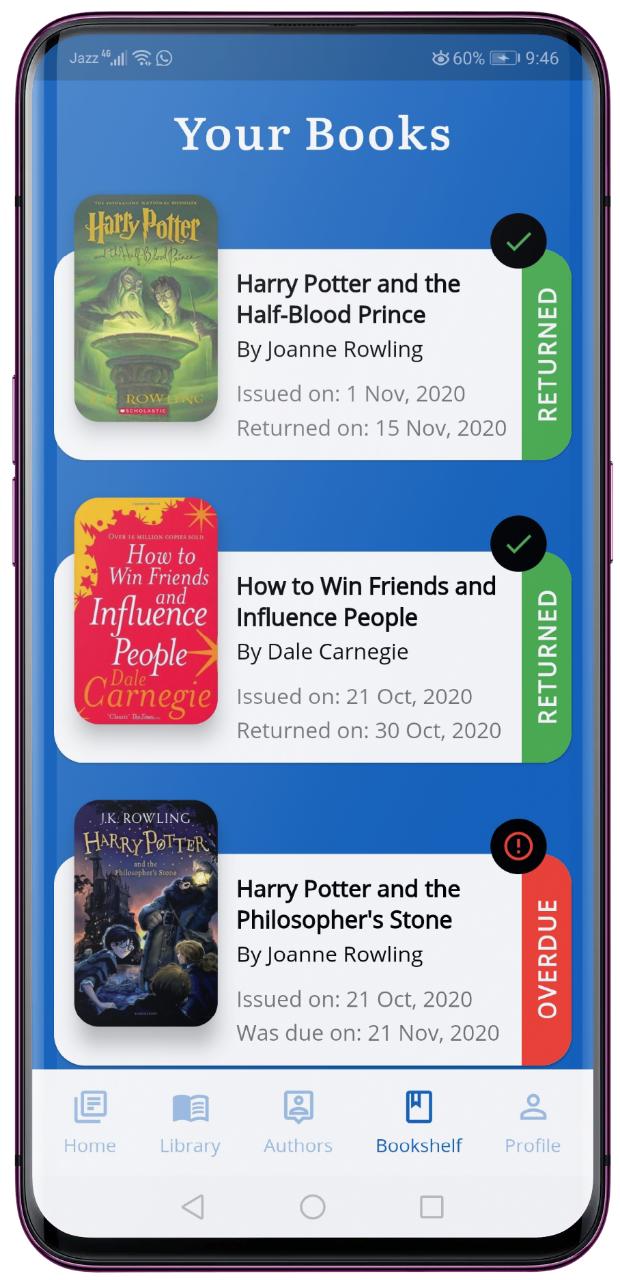 Jazz 4G
60% 9:46
Your Books
Harry Potter
and the Half-Blood Prince
J.K. ROWLING
SCHOLASTIC
Harry Potter and the
Half-Blood Prince
By Joanne Rowling
Issued on: 1 Nov, 2020
Returned on: 15 Nov, 2020
RETURNED
OVER 16 MILLION COPIES SOLD
How to
Win Friends
and
Influence
People
Dale
Carnegie
How to Win Friends and
Influence People
By Dale Carnegie
Issued on: 21 Oct, 2020
Returned on: 30 Oct, 2020
RETURNED
J.K. ROWLING
HARRY POTTER
and the
Philosopher's Stone
Harry Potter and the
Philosopher's Stone
By Joanne Rowling
Issued on: 21 Oct, 2020
Was due on: 21 Nov, 2020
OVERDUE
Home Library Authors Bookshelf Profile